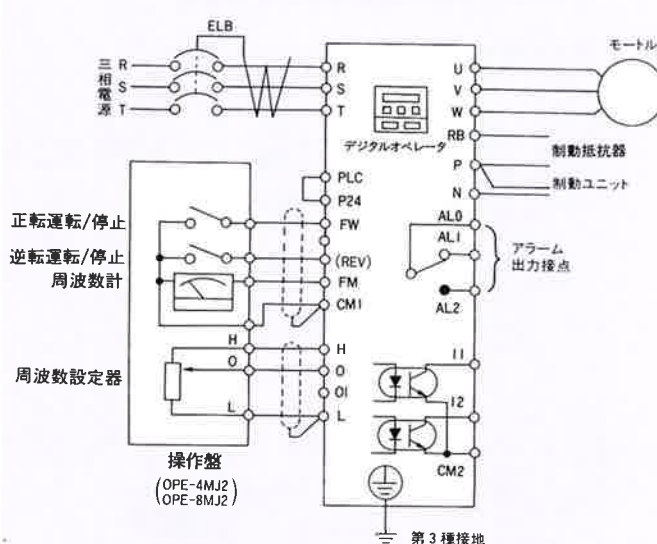 ELB
三相電源
R
S
T
R
S
T
デジタルオペレータ
U
V
W
RB
P
N
モートル
制動抵抗器
制動ユニット
PLC
P24
正転運転/停止
FW
逆転運転/停止
(REV)
周波数計
FM
CM1
AL0
AL1
AL2
アラーム
出力接点
周波数設定器
H
O
L
H
O
OI
L
11
12
CM2
操作盤
(OPE-4MJ2
OPE-8MJ2)
第3種接地